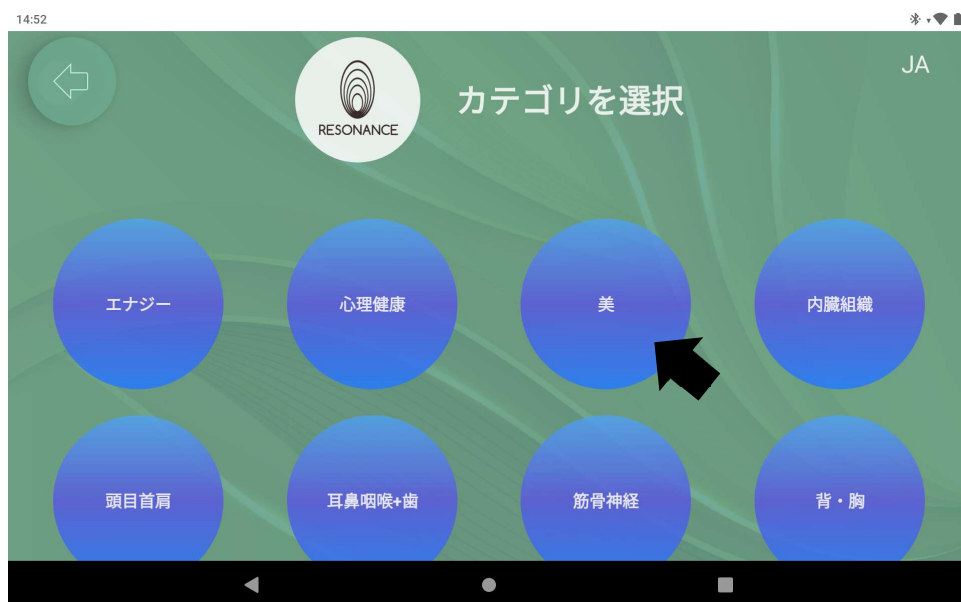 14:52
JA
RESONANCE
カテゴリを選択
エナジー
心理健康
美
内臓組織
頭目首肩
耳鼻咽喉+歯
筋骨神経
背・胸